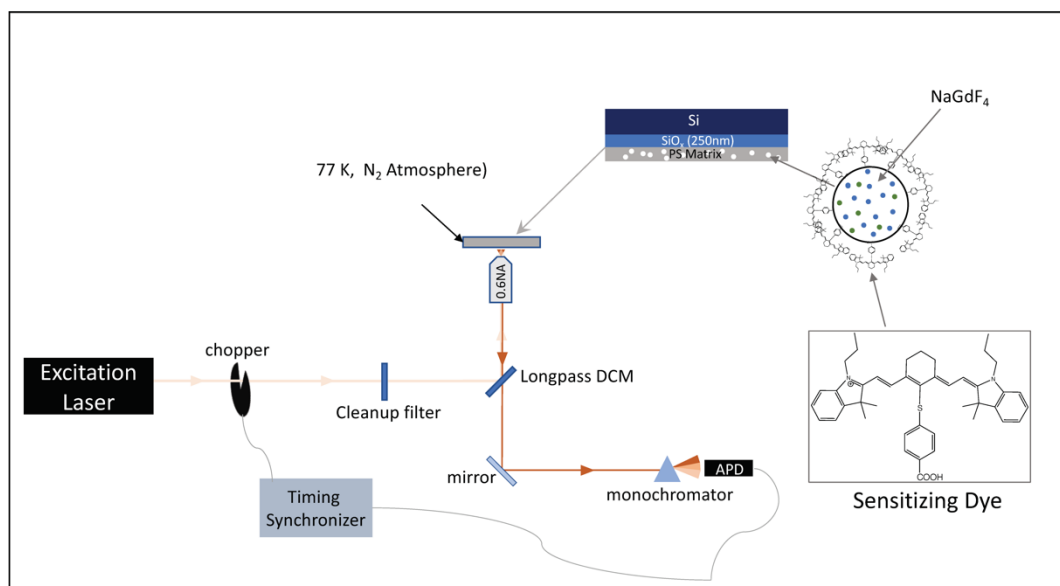 NaGdF₄
Si
SiOₓ (250nm)
PS Matrix
77 K, N₂ Atmosphere)
0.6NA
chopper
Excitation
Laser
Longpass DCM
Cleanup filter
mirror
APD
monochromator
Timing
Synchronizer
N
⊕
N
S
COOH
Sensitizing Dye